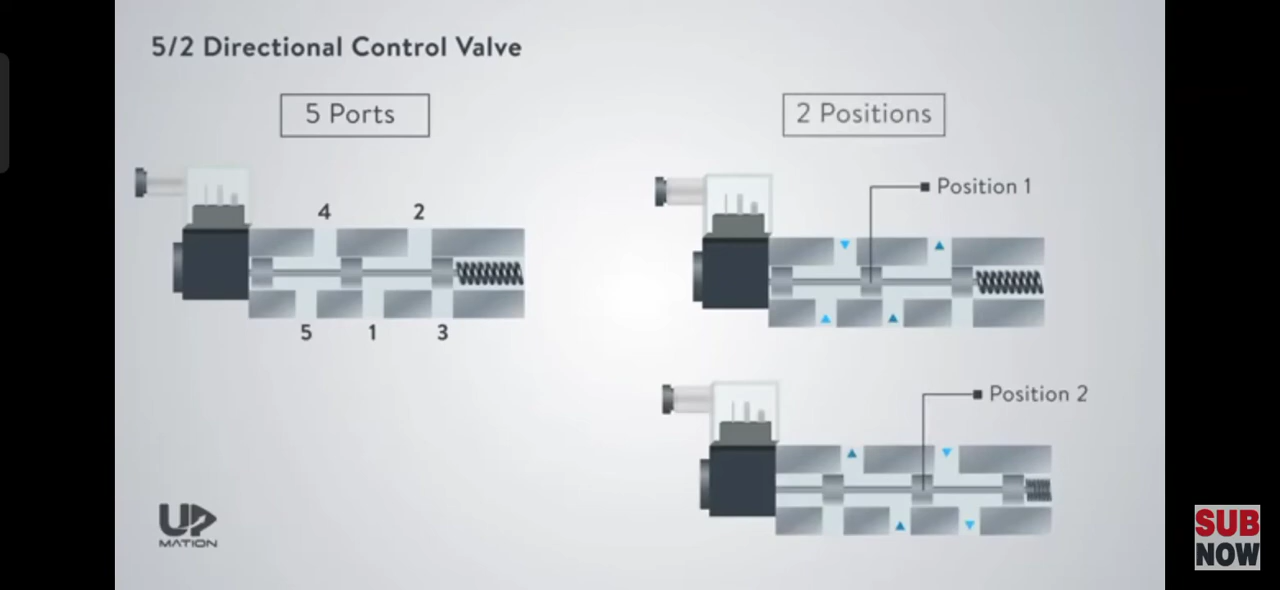 5/2 Directional Control Valve
5 Ports
2 Positions
4 2
5 1 3
Position 1
Position 2
UP
MATION
SUB
NOW